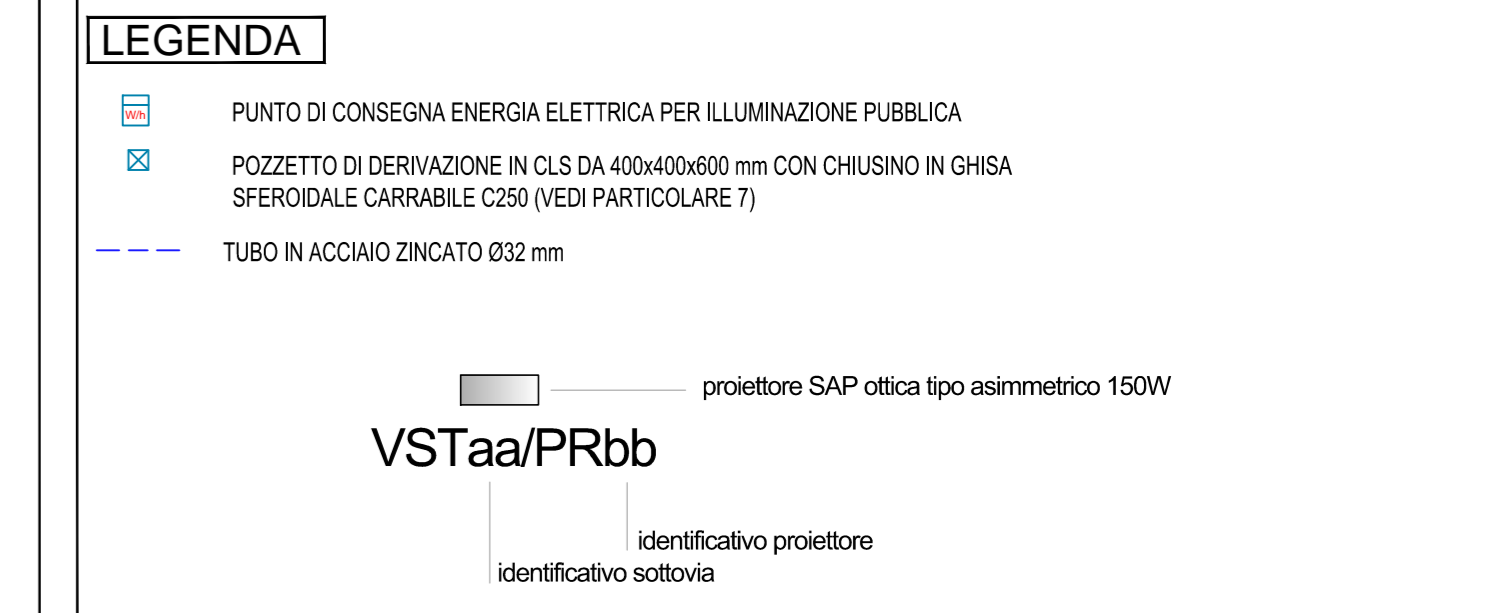 LEGENDA
W/h
PUNTO DI CONSEGNA ENERGIA ELETTRICA PER ILLUMINAZIONE PUBBLICA
POZZETTO DI DERIVAZIONE IN CLS DA 400x400x600 mm CON CHIUSINO IN GHISA
SFEROIDALE CARRABILE C250 (VEDI PARTICOLARE 7)
TUBO IN ACCIAIO ZINCATO Ø32 mm
proiettore SAP ottica tipo asimmetrico 150W
VSTaa/PRbb
identificativo proiettore
identificativo sottovia